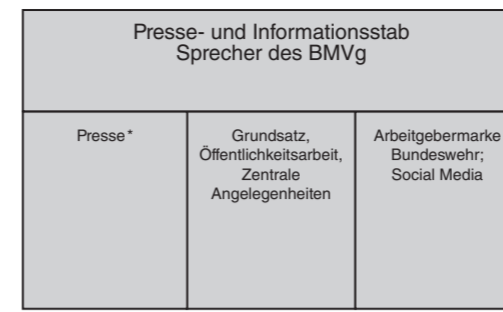 Presse- und Informationsstab
Sprecher des BMVg
Presse*
Grundsatz,
Öffentlichkeitsarbeit,
Zentrale
Angelegenheiten
Arbeitgebermarke
Bundeswehr;
Social Media